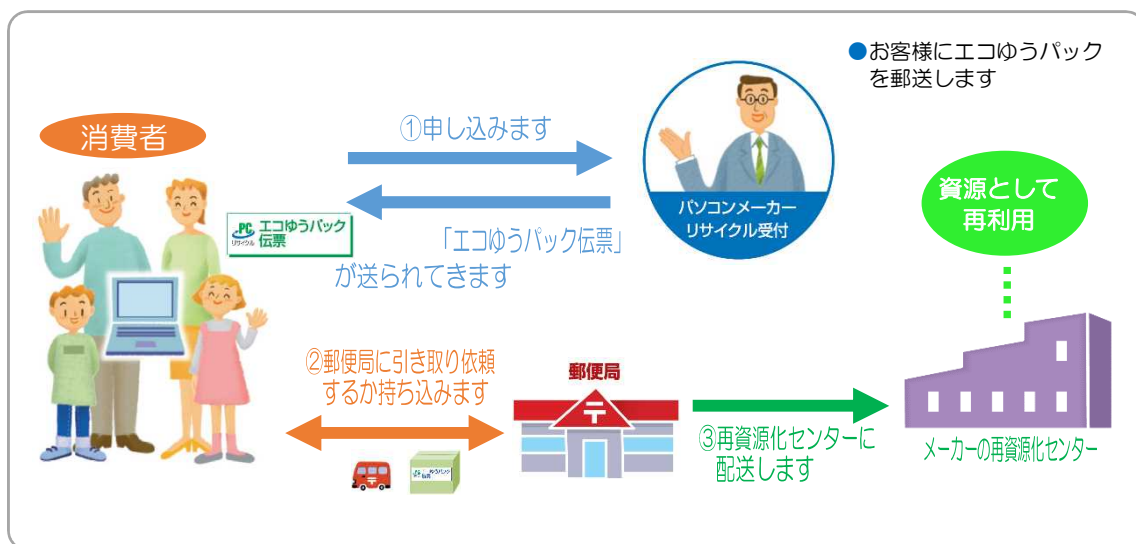 ●お客様にエコゆうパック
を郵送します
消費者
①申し込みます
パソコンメーカー
リサイクル受付
PC
リサイクル
エコゆうパック
伝票
「エコゆうパック伝票」
が送られてきます
資源として
再利用
②郵便局に引き取り依頼
するか持ち込みます
郵便局
〒
③再資源化センターに
配送します
メーカーの再資源化センター
〒